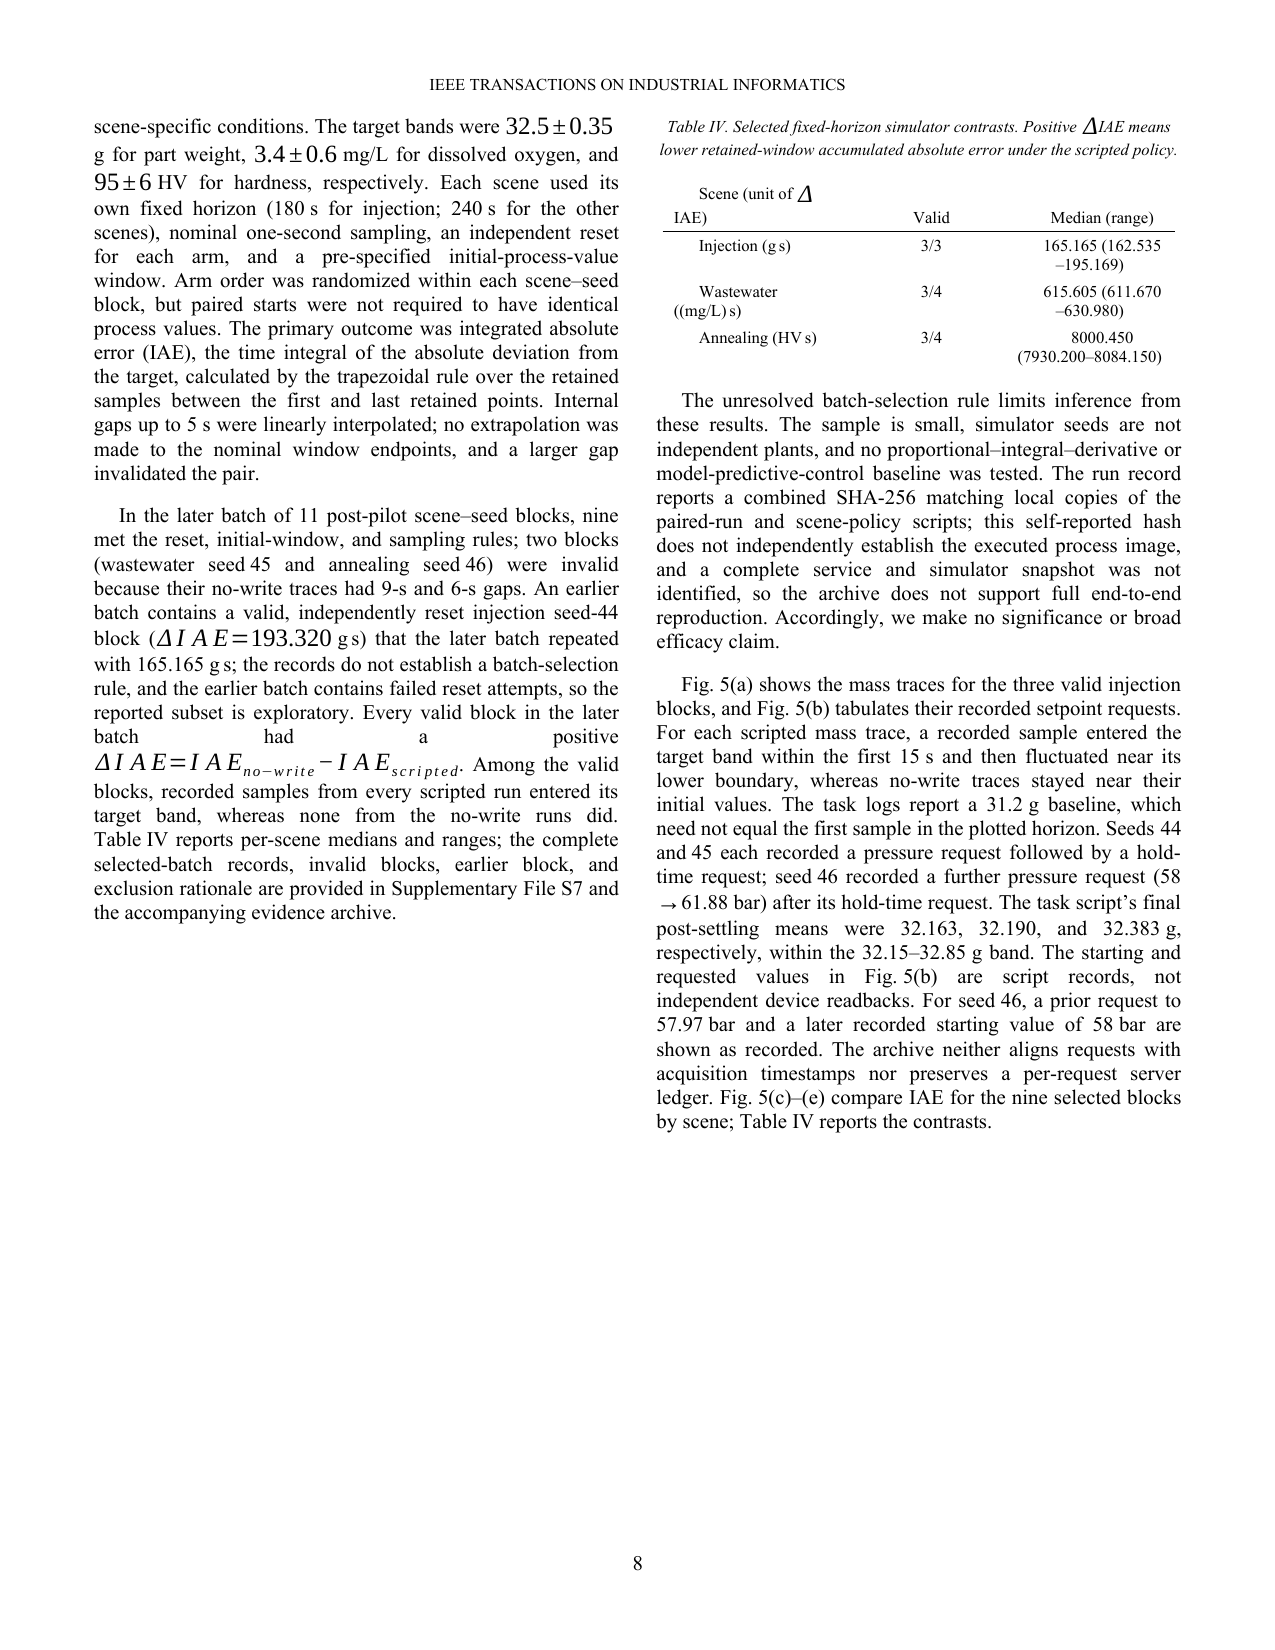 IEEE TRANSACTIONS ON INDUSTRIAL INFORMATICS
scene-specific conditions. The target bands were 32.5±0.35
g for part weight, 3.4±0.6 mg/L for dissolved oxygen, and
95±6 HV for hardness, respectively. Each scene used its
own fixed horizon (180 s for injection; 240 s for the other
scenes), nominal one-second sampling, an independent reset
for each arm, and a pre-specified initial-process-value
window. Arm order was randomized within each scene–seed
block, but paired starts were not required to have identical
process values. The primary outcome was integrated absolute
error (IAE), the time integral of the absolute deviation from
the target, calculated by the trapezoidal rule over the retained
samples between the first and last retained points. Internal
gaps up to 5 s were linearly interpolated; no extrapolation was
made to the nominal window endpoints, and a larger gap
invalidated the pair.
In the later batch of 11 post-pilot scene–seed blocks, nine
met the reset, initial-window, and sampling rules; two blocks
(wastewater seed 45 and annealing seed 46) were invalid
because their no-write traces had 9-s and 6-s gaps. An earlier
batch contains a valid, independently reset injection seed-44
block (ΔIAE=193.320 g s) that the later batch repeated
with 165.165 g s; the records do not establish a batch-selection
rule, and the earlier batch contains failed reset attempts, so the
reported subset is exploratory. Every valid block in the later
batch had a positive
ΔIAE=IAE_no−write−IAE_scripted. Among the valid
blocks, recorded samples from every scripted run entered its
target band, whereas none from the no-write runs did.
Table IV reports per-scene medians and ranges; the complete
selected-batch records, invalid blocks, earlier block, and
exclusion rationale are provided in Supplementary File S7 and
the accompanying evidence archive.
Table IV. Selected fixed-horizon simulator contrasts. Positive ΔIAE means
lower retained-window accumulated absolute error under the scripted policy.
Scene (unit of Δ
IAE) Valid Median (range)
Injection (g s) 3/3 165.165 (162.535
–195.169)
Wastewater 3/4 615.605 (611.670
((mg/L) s) –630.980)
Annealing (HV s) 3/4 8000.450
(7930.200–8084.150)
The unresolved batch-selection rule limits inference from
these results. The sample is small, simulator seeds are not
independent plants, and no proportional–integral–derivative or
model-predictive-control baseline was tested. The run record
reports a combined SHA-256 matching local copies of the
paired-run and scene-policy scripts; this self-reported hash
does not independently establish the executed process image,
and a complete service and simulator snapshot was not
identified, so the archive does not support full end-to-end
reproduction. Accordingly, we make no significance or broad
efficacy claim.
Fig. 5(a) shows the mass traces for the three valid injection
blocks, and Fig. 5(b) tabulates their recorded setpoint requests.
For each scripted mass trace, a recorded sample entered the
target band within the first 15 s and then fluctuated near its
lower boundary, whereas no-write traces stayed near their
initial values. The task logs report a 31.2 g baseline, which
need not equal the first sample in the plotted horizon. Seeds 44
and 45 each recorded a pressure request followed by a hold-
time request; seed 46 recorded a further pressure request (58
→61.88 bar) after its hold-time request. The task script’s final
post-settling means were 32.163, 32.190, and 32.383 g,
respectively, within the 32.15–32.85 g band. The starting and
requested values in Fig. 5(b) are script records, not
independent device readbacks. For seed 46, a prior request to
57.97 bar and a later recorded starting value of 58 bar are
shown as recorded. The archive neither aligns requests with
acquisition timestamps nor preserves a per-request server
ledger. Fig. 5(c)–(e) compare IAE for the nine selected blocks
by scene; Table IV reports the contrasts.
8